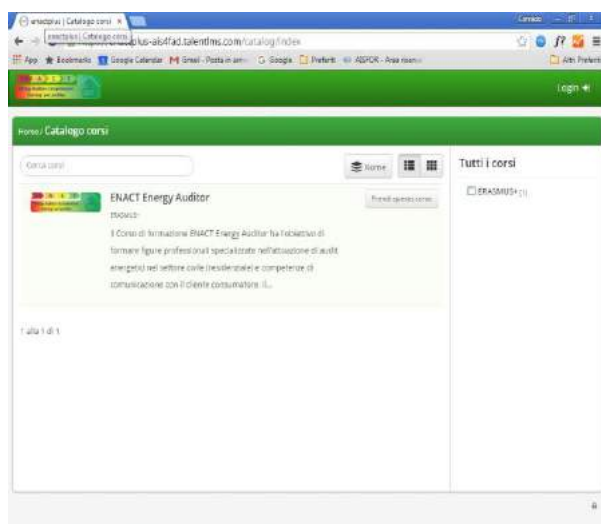 enactplus | Catalogo corsi
enactplus | Catalogo corsi
plus-ais4fad.talentlms.com/catalog/index
App Bookmarks Google Calendar Gmail - Posta in Google Preferiti Altri Preferiti
Login
Home / Catalogo corsi
Cerca corsi
Nome
Tutti i corsi
ERASMUS+ (1)
ENACT Energy Auditor
Prendi questo corso
Il Corso di formazione ENACT Energy Auditor ha l'obiettivo di
formare figure professionali specializzate nell'attuazione di audit
energetici nel settore civile (residenziale) e competenze di
comunicazione con il cliente consumatore. Il...
1 alla 1 di 1